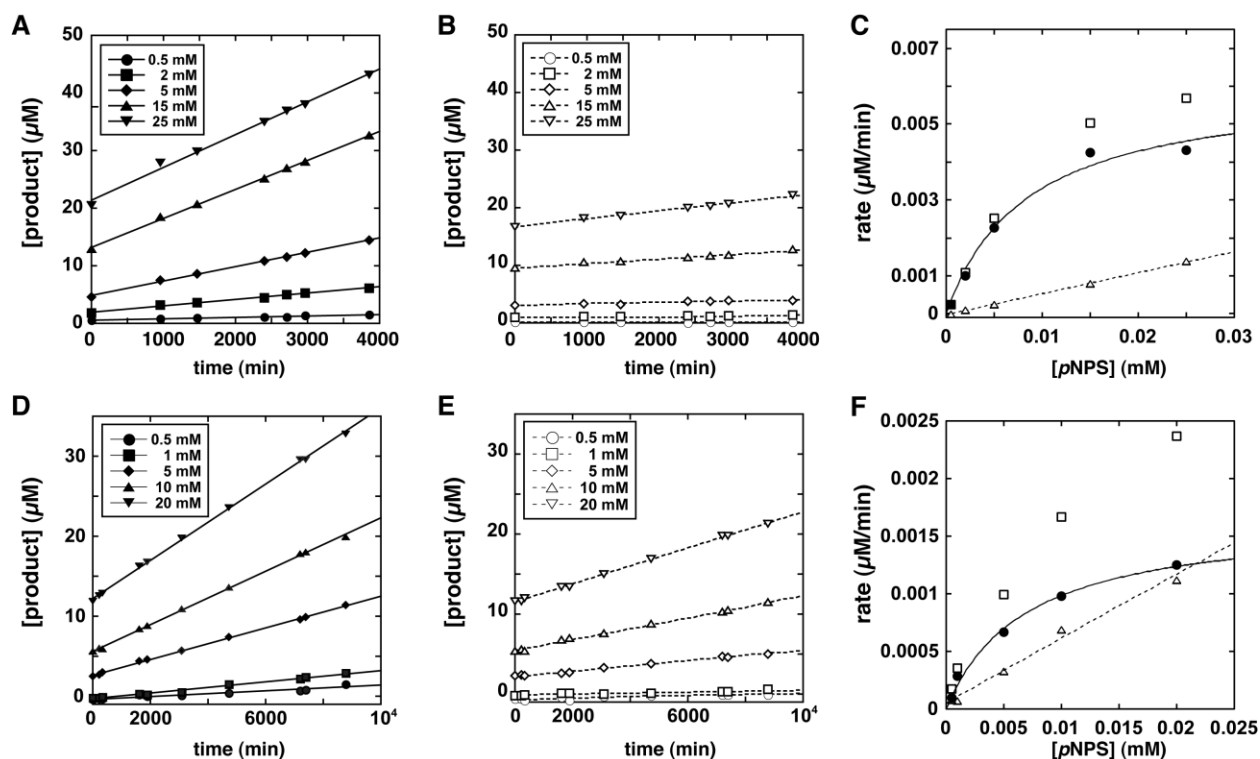 A
[product] (µM)
50
40
30
20
10
0
0.5 mM
2 mM
5 mM
15 mM
25 mM
0 1000 2000 3000 4000
time (min)
B
[product] (µM)
50
40
30
20
10
0
0.5 mM
2 mM
5 mM
15 mM
25 mM
0 1000 2000 3000 4000
time (min)
C
rate (µM/min)
0.007
0.005
0.003
0.001
0
0 0.01 0.02 0.03
[pNPS] (mM)
D
[product] (µM)
30
20
10
0
0.5 mM
1 mM
5 mM
10 mM
20 mM
0 2000 6000 10⁴
time (min)
E
[product] (µM)
30
20
10
0
0.5 mM
1 mM
5 mM
10 mM
20 mM
0 2000 6000 10⁴
time (min)
F
rate (µM/min)
0.0025
0.002
0.0015
0.001
0.0005
0
0 0.005 0.01 0.015 0.02 0.025
[pNPS] (mM)